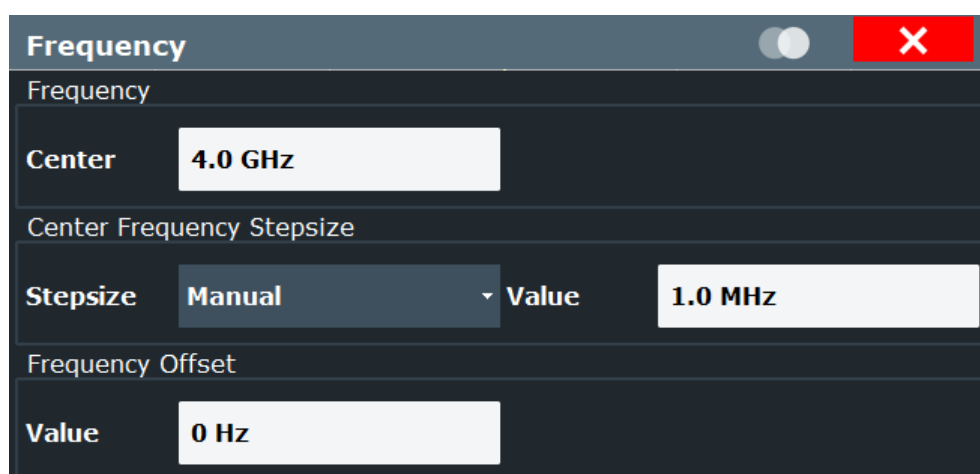 Frequency
Frequency
Center 4.0 GHz
Center Frequency Stepsize
Stepsize Manual Value 1.0 MHz
Frequency Offset
Value 0 Hz